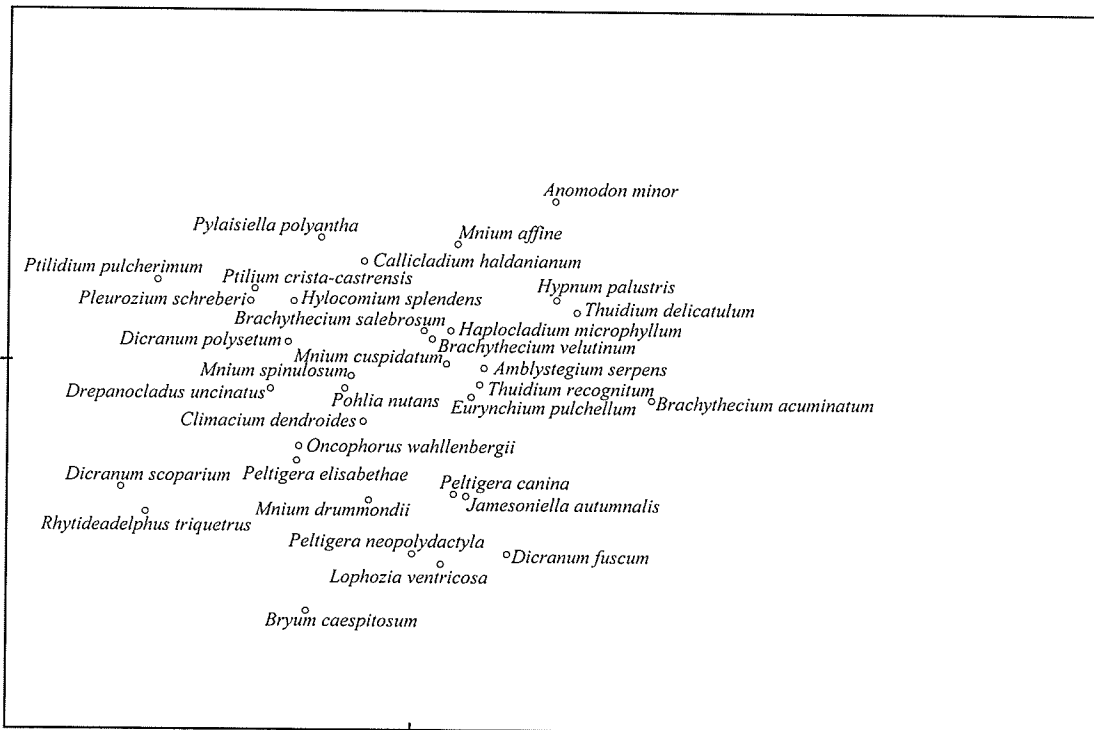 Anomodon minor
Pylaisiella polyantha
Mnium affine
Callicladium haldanianum
Ptilidium pulcherimum
Ptilium crista-castrensis
Hypnum palustris
Pleurozium schreberi
Hylocomium splendens
Thuidium delicatulum
Brachythecium salebrosum
Haplocladium microphyllum
Dicranum polysetum
Brachythecium velutinum
Mnium cuspidatum
Mnium spinulosum
Amblystegium serpens
Drepanocladus uncinatus
Pohlia nutans
Thuidium recognitum
Eurynchium pulchellum
Brachythecium acuminatum
Climacium dendroides
Oncophorus wahllenbergii
Dicranum scoparium
Peltigera elisabethae
Peltigera canina
Jamesoniella autumnalis
Mnium drummondii
Rhytideadelphus triquetrus
Peltigera neopolydactyla
Dicranum fuscum
Lophozia ventricosa
Bryum caespitosum